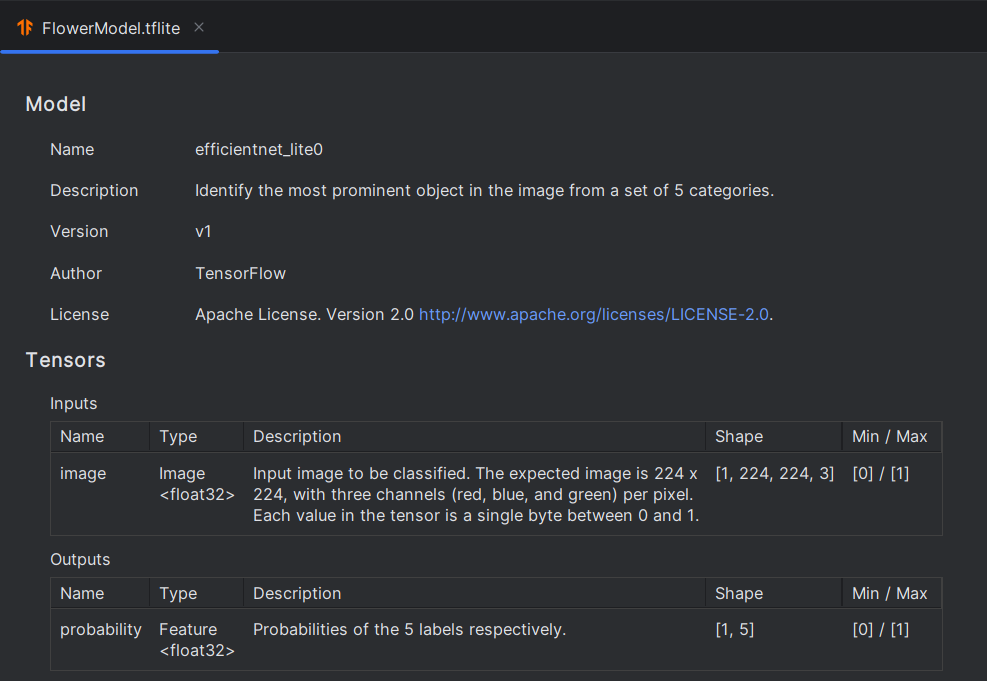 FlowerModel.tflite
Model
Name efficientnet_lite0
Description Identify the most prominent object in the image from a set of 5 categories.
Version v1
Author TensorFlow
License Apache License. Version 2.0 http://www.apache.org/licenses/LICENSE-2.0.
Tensors
Inputs
Name Type Description Shape Min / Max
image Image Input image to be classified. The expected image is 224 x [1, 224, 224, 3] [0] / [1]
<float32> 224, with three channels (red, blue, and green) per pixel.
Each value in the tensor is a single byte between 0 and 1.
Outputs
Name Type Description Shape Min / Max
probability Feature Probabilities of the 5 labels respectively. [1, 5] [0] / [1]
<float32>